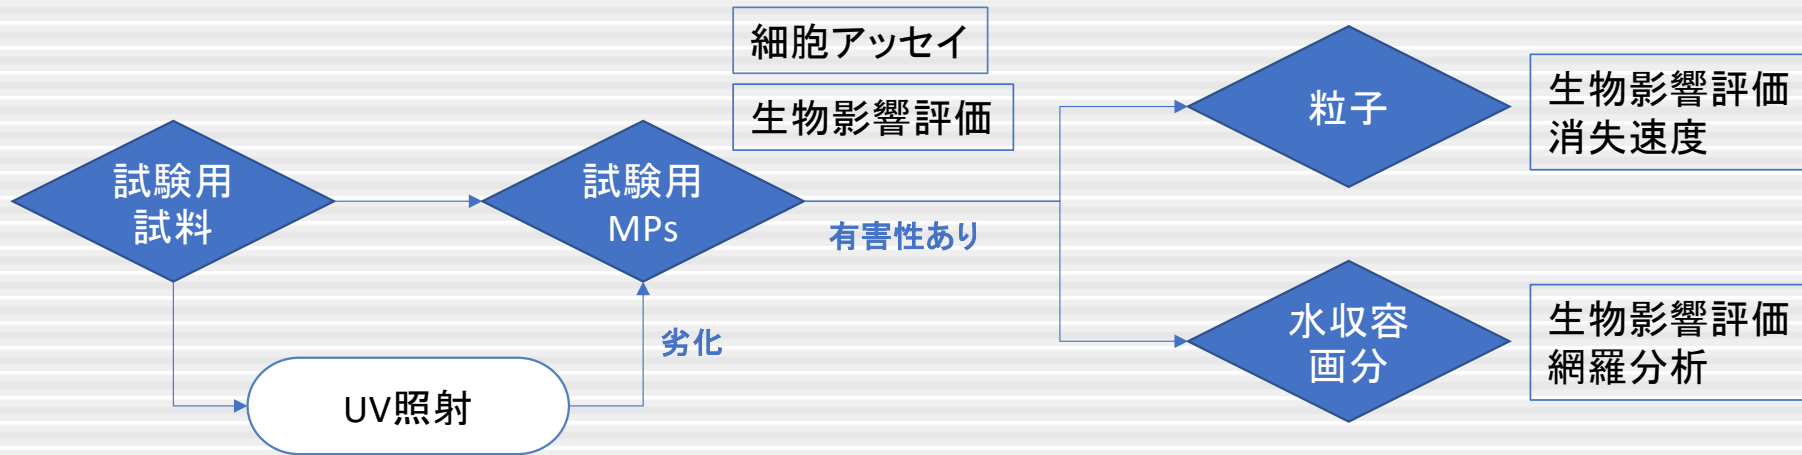 細胞アッセイ
生物影響評価
試験用
試料
試験用
MPs
有害性あり
劣化
UV照射
粒子
生物影響評価
消失速度
水収容
画分
生物影響評価
網羅分析